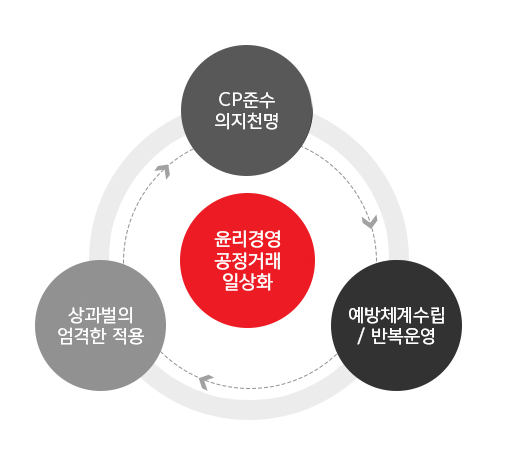 CP준수
의지천명
윤리경영
공정거래
일상화
상과벌의
엄격한 적용
예방체계수립
/ 반복운영